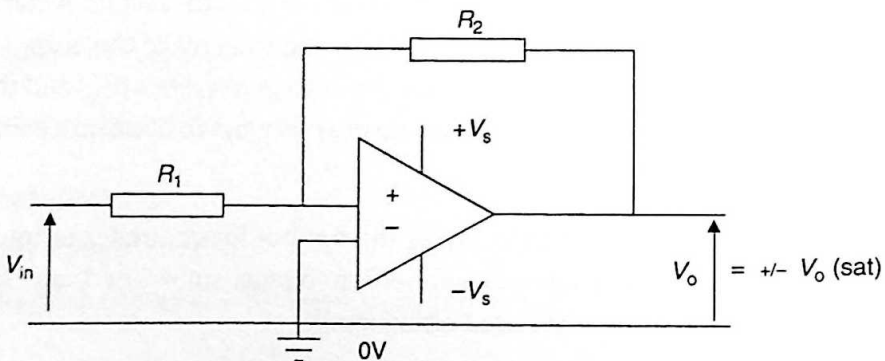 R₂
+Vₛ
R₁
+
−
Vᵢₙ
−Vₛ
Vₒ = +/− Vₒ (sat)
0V